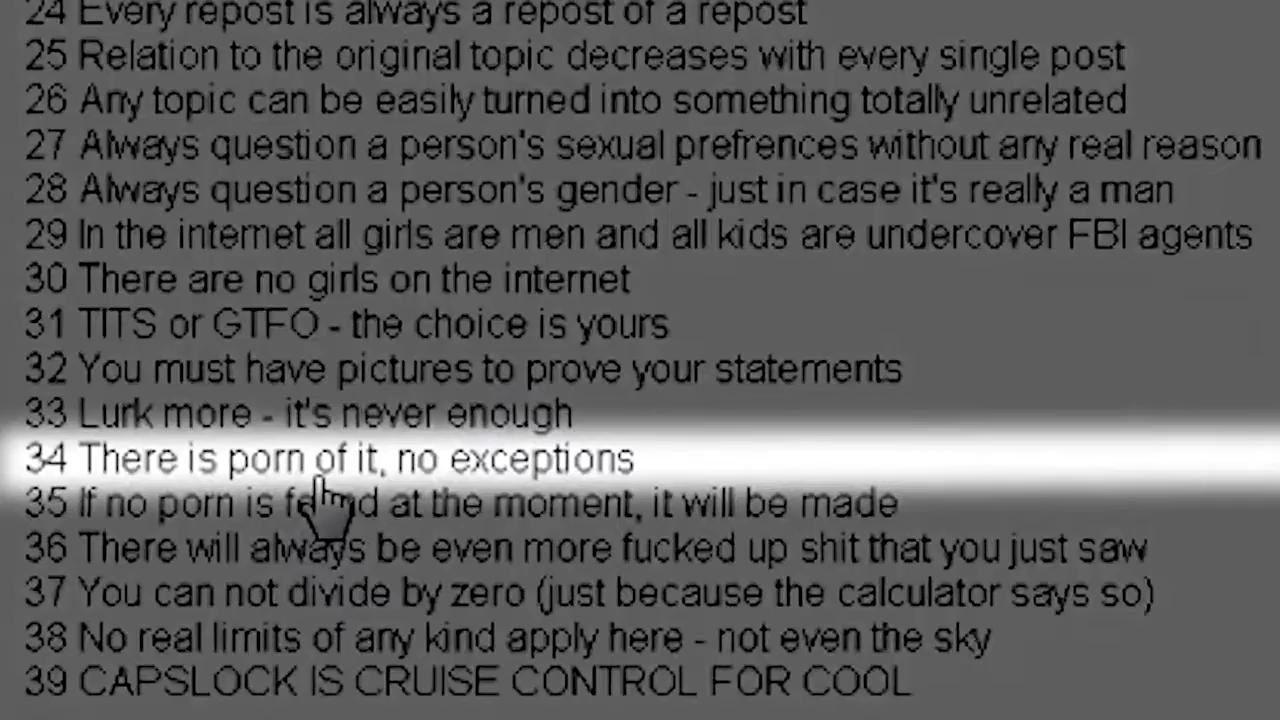 24 Every repost is always a repost of a repost
25 Relation to the original topic decreases with every single post
26 Any topic can be easily turned into something totally unrelated
27 Always question a person's sexual prefrences without any real reason
28 Always question a person's gender - just in case it's really a man
29 In the internet all girls are men and all kids are undercover FBI agents
30 There are no girls on the internet
31 TITS or GTFO - the choice is yours
32 You must have pictures to prove your statements
33 Lurk more - it's never enough
34 There is porn of it, no exceptions
35 If no porn is found at the moment, it will be made
36 There will always be even more fucked up shit that you just saw
37 You can not divide by zero (just because the calculator says so)
38 No real limits of any kind apply here - not even the sky
39 CAPSLOCK IS CRUISE CONTROL FOR COOL